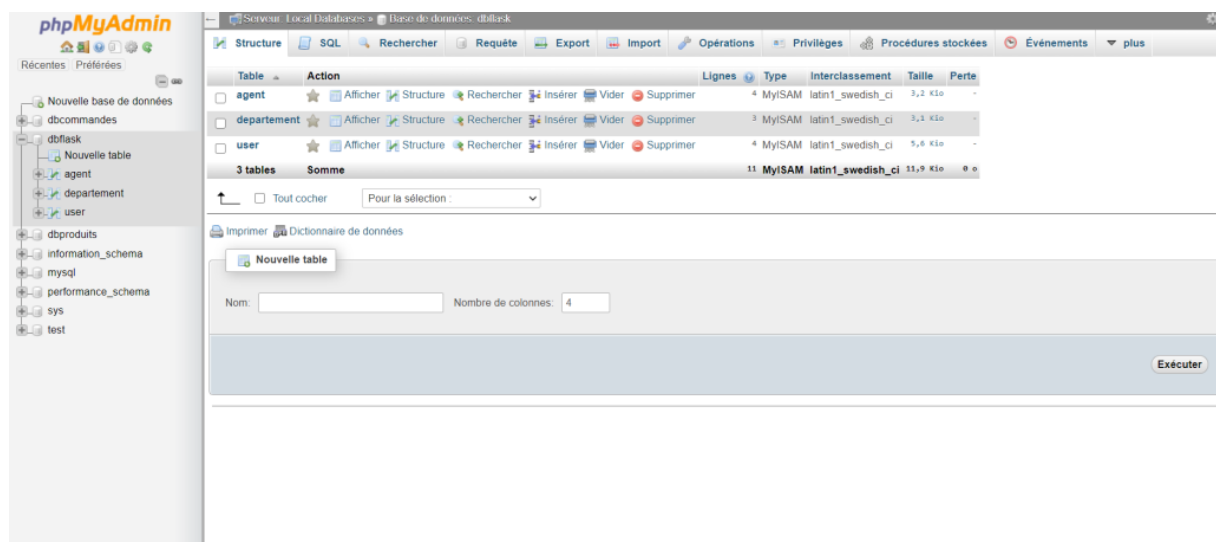 phpMyAdmin
Récentes Préférées
Nouvelle base de données
dbcommandes
dbflask
Nouvelle table
agent
departement
user
dbproduits
information_schema
mysql
performance_schema
sys
test
Serveur: Local Databases » Base de données: dbflask
Structure SQL Rechercher Requête Export Import Opérations Privilèges Procédures stockées Événements plus
Table Action Lignes Type Interclassement Taille Perte
agent Afficher Structure Rechercher Insérer Vider Supprimer 4 MyISAM latin1_swedish_ci 3,2 Kio -
departement Afficher Structure Rechercher Insérer Vider Supprimer 3 MyISAM latin1_swedish_ci 3,1 Kio -
user Afficher Structure Rechercher Insérer Vider Supprimer 4 MyISAM latin1_swedish_ci 5,6 Kio -
3 tables Somme 11 MyISAM latin1_swedish_ci 11,9 Kio 0 o
Tout cocher Pour la sélection :
Imprimer Dictionnaire de données
Nouvelle table
Nom: Nombre de colonnes: 4
Exécuter